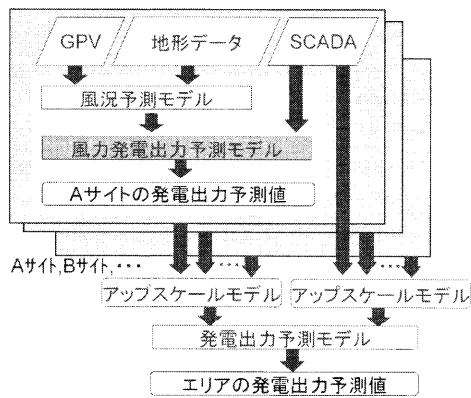 GPV 地形データ SCADA
風況予測モデル
風力発電出力予測モデル
Aサイトの発電出力予測値
Aサイト,Bサイト,・・・
・・・ ・・・
アップスケールモデル アップスケールモデル
発電出力予測モデル
エリアの発電出力予測値